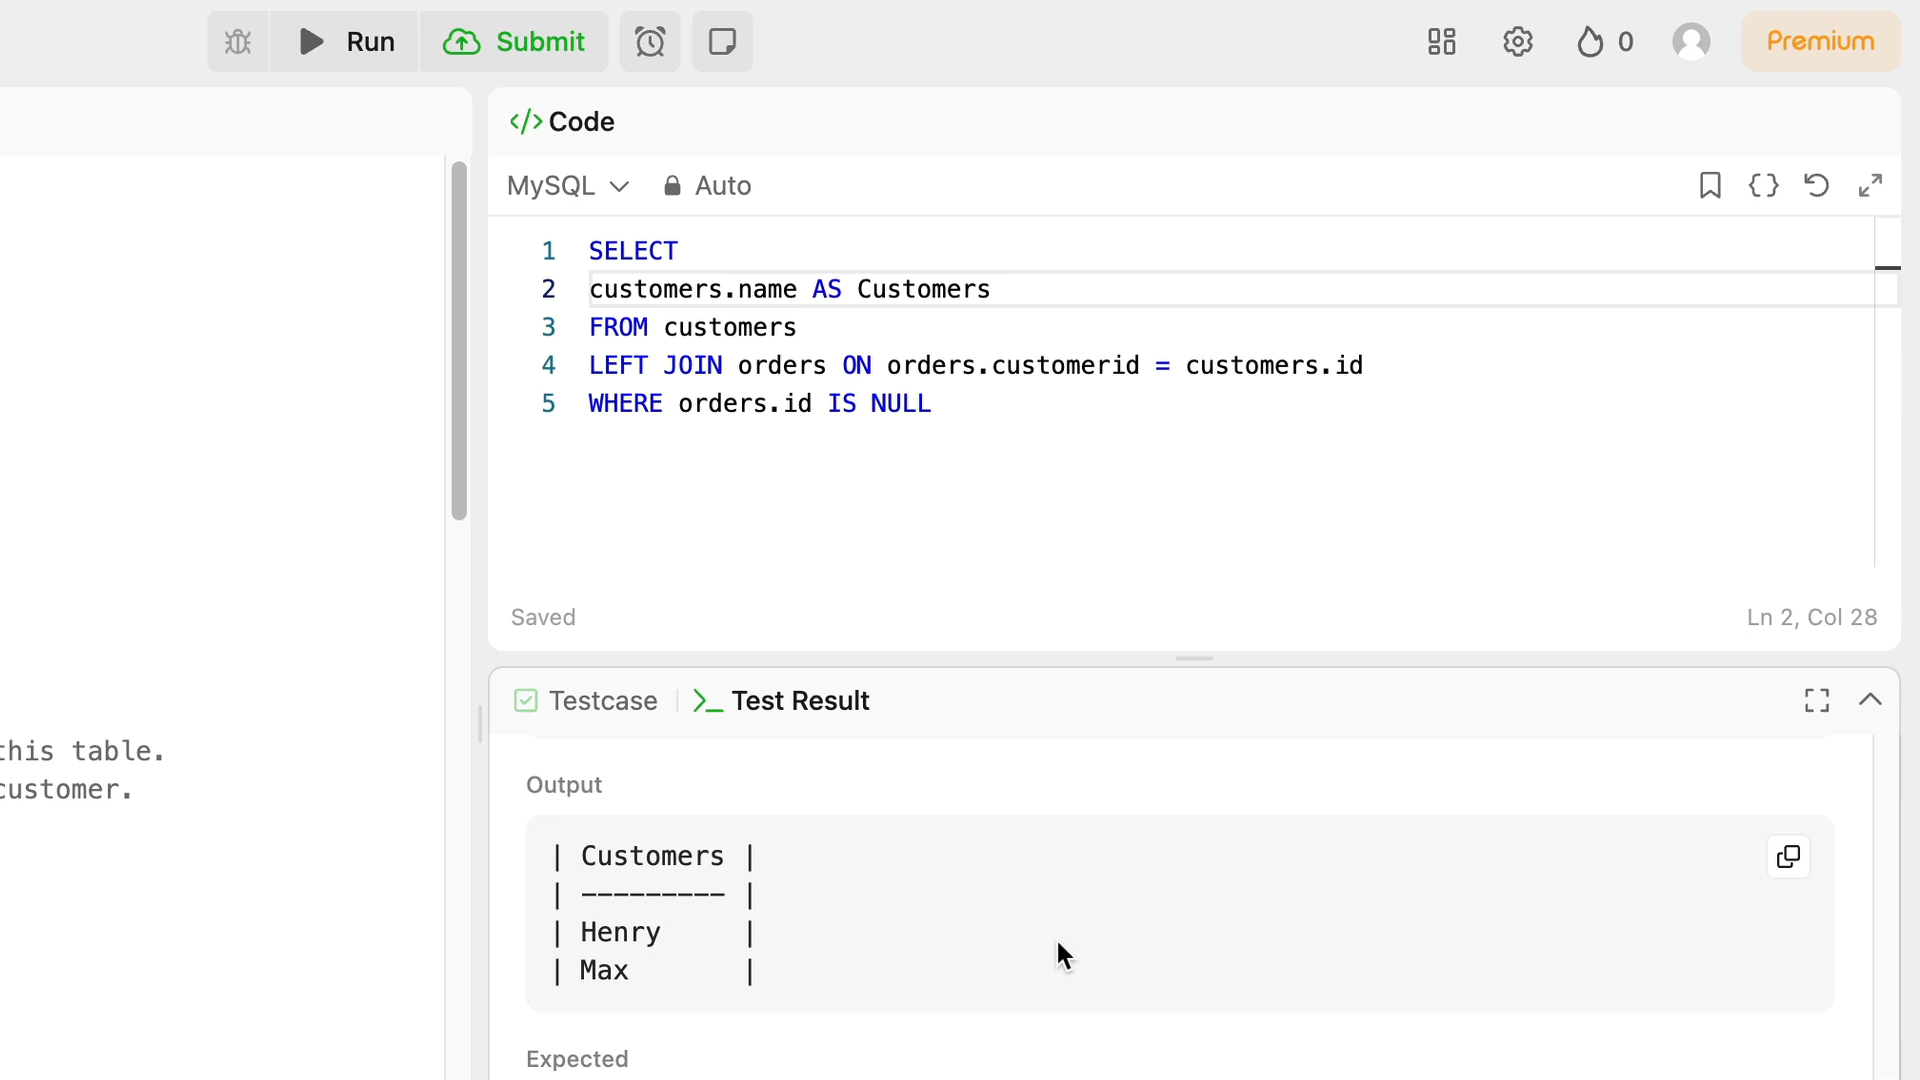 Run
Submit
0
Premium
</> Code
MySQL
Auto
1 SELECT
2 customers.name AS Customers
3 FROM customers
4 LEFT JOIN orders ON orders.customerid = customers.id
5 WHERE orders.id IS NULL
Saved
Ln 2, Col 28
Testcase
Test Result
this table.
customer.
Output
| Customers |
| --------- |
| Henry |
| Max |
Expected